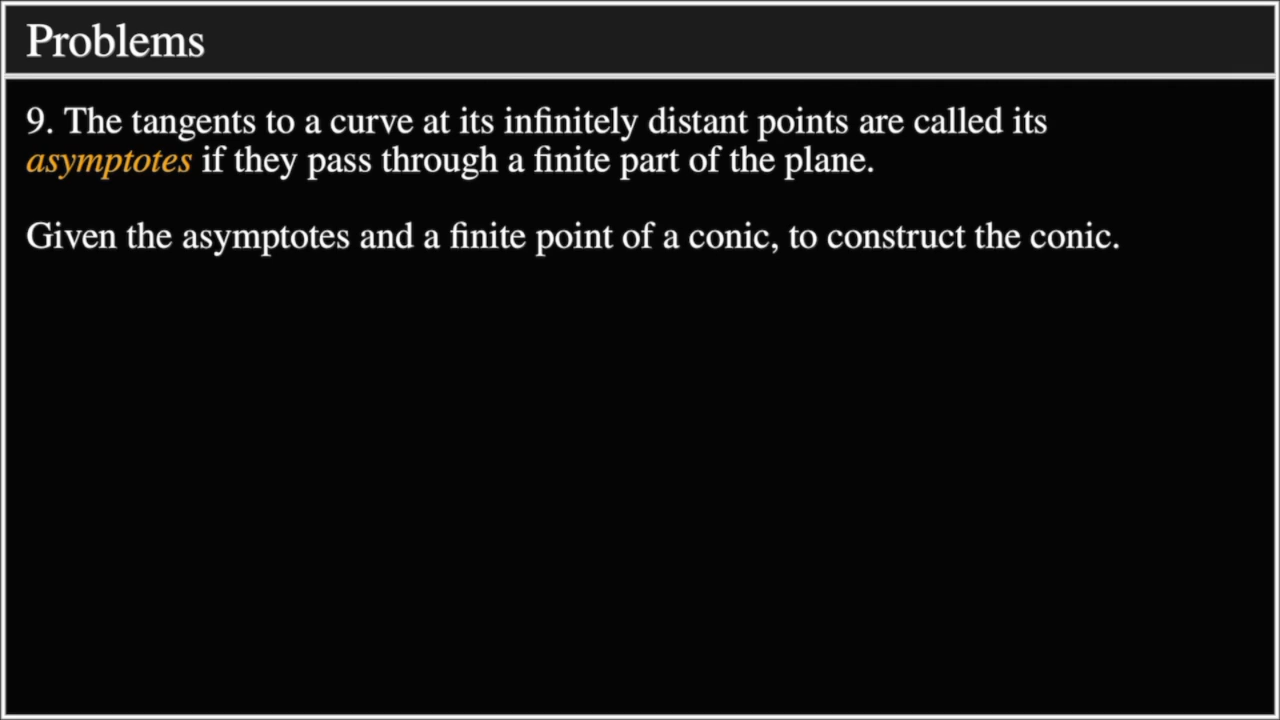 Problems
9. The tangents to a curve at its infinitely distant points are called its
asymptotes if they pass through a finite part of the plane.
Given the asymptotes and a finite point of a conic, to construct the conic.